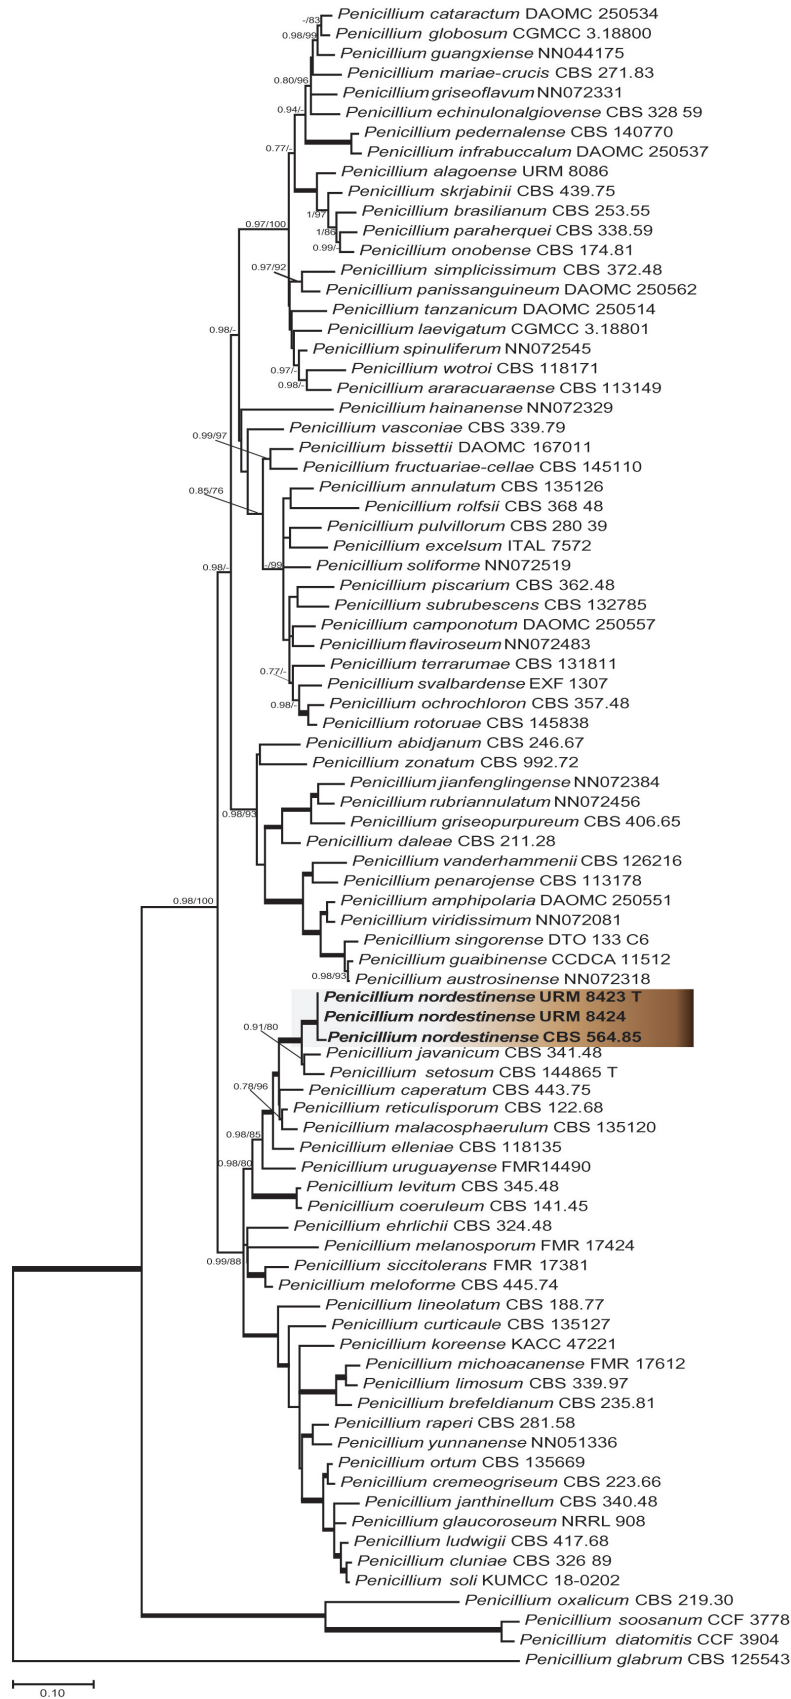 -/83
Penicillium cataractum DAOMC 250534
0.98/99
Penicillium globosum CGMCC 3.18800
Penicillium guangxiense NN044175
Penicillium mariae-crucis CBS 271.83
0.80/96
Penicillium griseoflavum NN072331
0.94/-
Penicillium echinulonalgiovense CBS 328 59
Penicillium pedernalense CBS 140770
0.77/-
Penicillium infrabuccalum DAOMC 250537
Penicillium alagoense URM 8086
Penicillium skrjabinii CBS 439.75
1/97
Penicillium brasilianum CBS 253.55
0.97/100
1/86
Penicillium paraherquei CBS 338.59
0.99/-
Penicillium onobense CBS 174.81
0.97/92
Penicillium simplicissimum CBS 372.48
Penicillium panissanguineum DAOMC 250562
Penicillium tanzanicum DAOMC 250514
0.98/-
Penicillium laevigatum CGMCC 3.18801
Penicillium spinuliferum NN072545
0.97/-
Penicillium wotroi CBS 118171
0.98/-
Penicillium araracuaraense CBS 113149
Penicillium hainanense NN072329
Penicillium vasconiae CBS 339.79
0.99/97
Penicillium bissettii DAOMC 167011
Penicillium fructuariae-cellae CBS 145110
Penicillium annulatum CBS 135126
0.85/76
Penicillium rolfsii CBS 368 48
Penicillium pulvillorum CBS 280 39
Penicillium excelsum ITAL 7572
0.98/-
-/99
Penicillium soliforme NN072519
Penicillium piscarium CBS 362.48
Penicillium subrubescens CBS 132785
Penicillium camponotum DAOMC 250557
Penicillium flaviroseum NN072483
Penicillium terrarumae CBS 131811
0.77/-
Penicillium svalbardense EXF 1307
0.98/-
Penicillium ochrochloron CBS 357.48
Penicillium rotoruae CBS 145838
Penicillium abidjanum CBS 246.67
Penicillium zonatum CBS 992.72
Penicillium jianfenglingense NN072384
Penicillium rubriannulatum NN072456
0.98/93
Penicillium griseopurpureum CBS 406.65
Penicillium daleae CBS 211.28
Penicillium vanderhammenii CBS 126216
Penicillium penarojense CBS 113178
0.98/100
Penicillium amphipolaria DAOMC 250551
Penicillium viridissimum NN072081
Penicillium singorense DTO 133 C6
Penicillium guaibinense CCDCA 11512
0.98/93
Penicillium austrosinense NN072318
Penicillium nordestinense URM 8423 T
Penicillium nordestinense URM 8424
0.91/80
Penicillium nordestinense CBS 564.85
Penicillium javanicum CBS 341.48
Penicillium setosum CBS 144865 T
0.78/96
Penicillium caperatum CBS 443.75
Penicillium reticulisporum CBS 122.68
Penicillium malacosphaerulum CBS 135120
0.98/85
Penicillium elleniae CBS 118135
0.98/80
Penicillium uruguayense FMR14490
Penicillium levitum CBS 345.48
Penicillium coeruleum CBS 141.45
Penicillium ehrlichii CBS 324.48
Penicillium melanosporum FMR 17424
0.99/88
Penicillium siccitolerans FMR 17381
Penicillium meloforme CBS 445.74
Penicillium lineolatum CBS 188.77
Penicillium curticaule CBS 135127
Penicillium koreense KACC 47221
Penicillium michoacanense FMR 17612
Penicillium limosum CBS 339.97
Penicillium brefeldianum CBS 235.81
Penicillium raperi CBS 281.58
Penicillium yunnanense NN051336
Penicillium ortum CBS 135669
Penicillium cremeogriseum CBS 223.66
Penicillium janthinellum CBS 340.48
Penicillium glaucoroseum NRRL 908
Penicillium ludwigii CBS 417.68
Penicillium cluniae CBS 326 89
Penicillium soli KUMCC 18-0202
Penicillium oxalicum CBS 219.30
Penicillium soosanum CCF 3778
Penicillium diatomitis CCF 3904
Penicillium glabrum CBS 125543
0.10